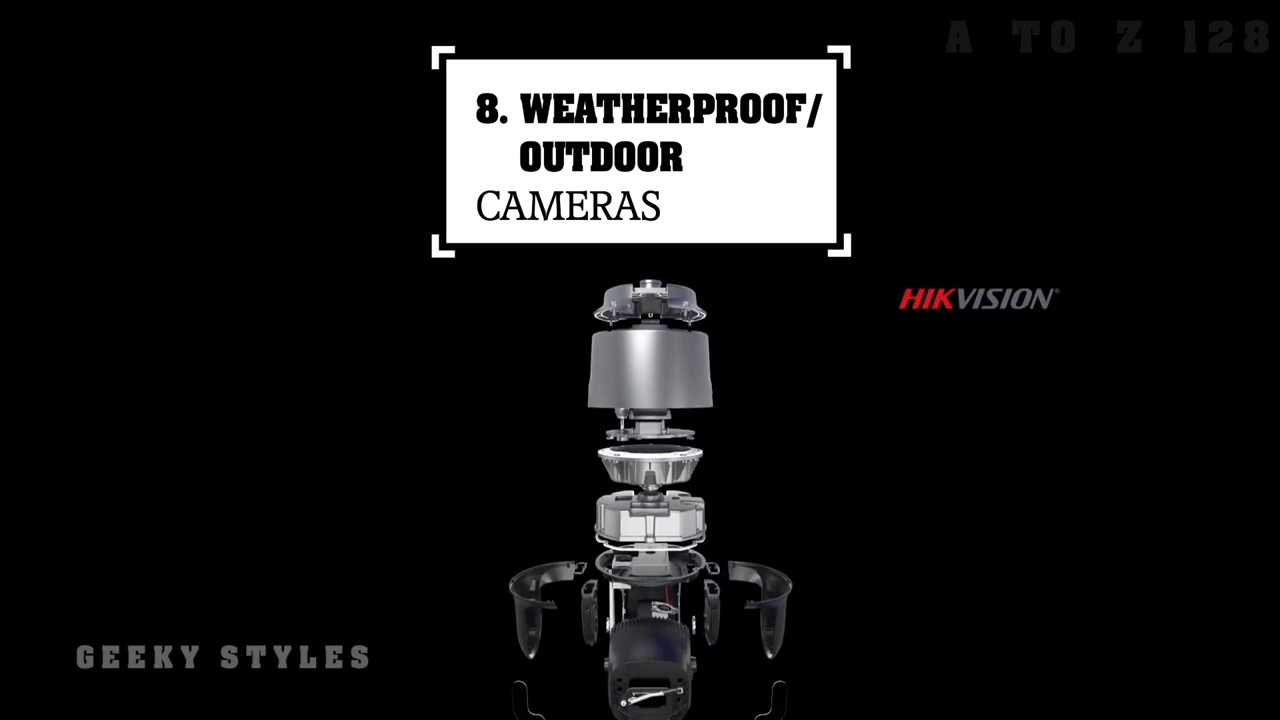 A TO Z 128
8. WEATHERPROOF/
OUTDOOR
CAMERAS
HIKVISION
GEEKY STYLES